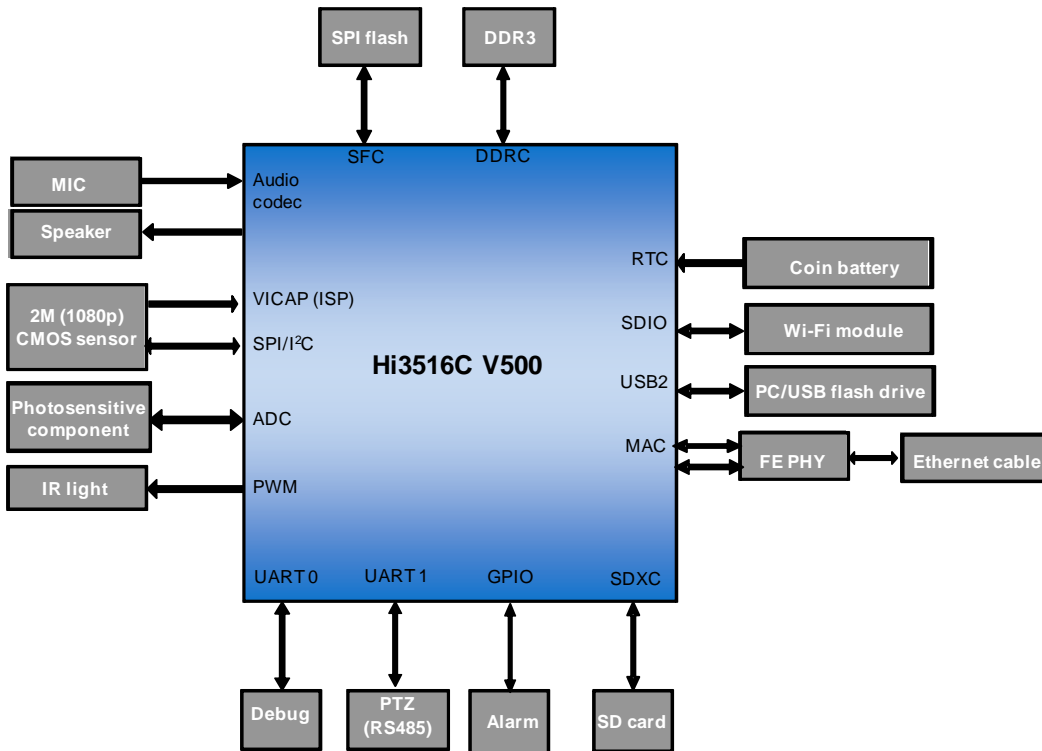 SPI flash
DDR3
SFC
DDRC
MIC
Audio
codec
Speaker
RTC
Coin battery
2M (1080p)
CMOS sensor
VICAP (ISP)
SPI/I²C
SDIO
Wi-Fi module
Hi3516C V500
USB2
PC/USB flash drive
Photosensitive
component
ADC
MAC
FE PHY
Ethernet cable
IR light
PWM
UART 0
UART 1
GPIO
SDXC
Debug
PTZ
(RS485)
Alarm
SD card